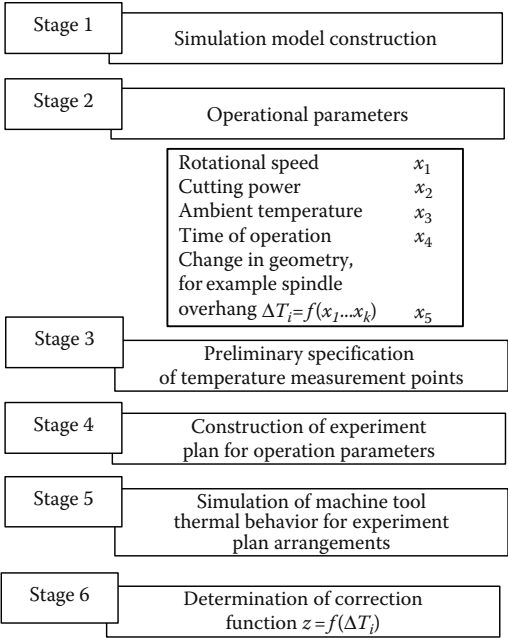 Stage 1
Simulation model construction
Stage 2
Operational parameters
Rotational speed x₁
Cutting power x₂
Ambient temperature x₃
Time of operation x₄
Change in geometry,
for example spindle
overhang ΔTᵢ=f(x₁...xₖ) x₅
Stage 3
Preliminary specification
of temperature measurement points
Stage 4
Construction of experiment
plan for operation parameters
Stage 5
Simulation of machine tool
thermal behavior for experiment
plan arrangements
Stage 6
Determination of correction
function z=f(ΔTᵢ)